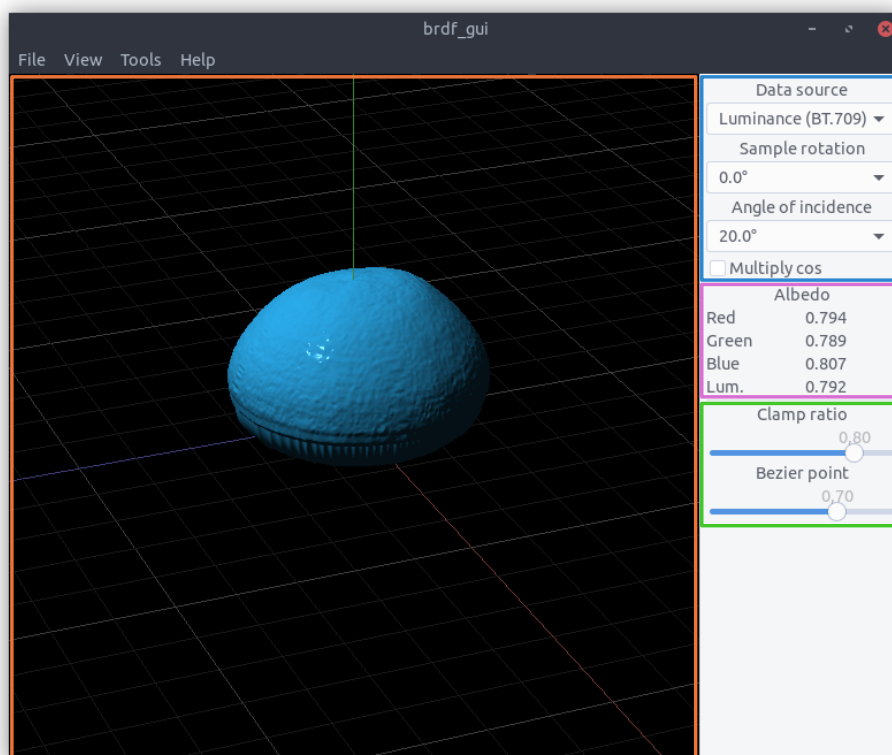 brdf_gui
File View Tools Help
Data source
Luminance (BT.709)
Sample rotation
0.0°
Angle of incidence
20.0°
Multiply cos
Albedo
Red 0.794
Green 0.789
Blue 0.807
Lum. 0.792
Clamp ratio
0,80
Bezier point
0,70